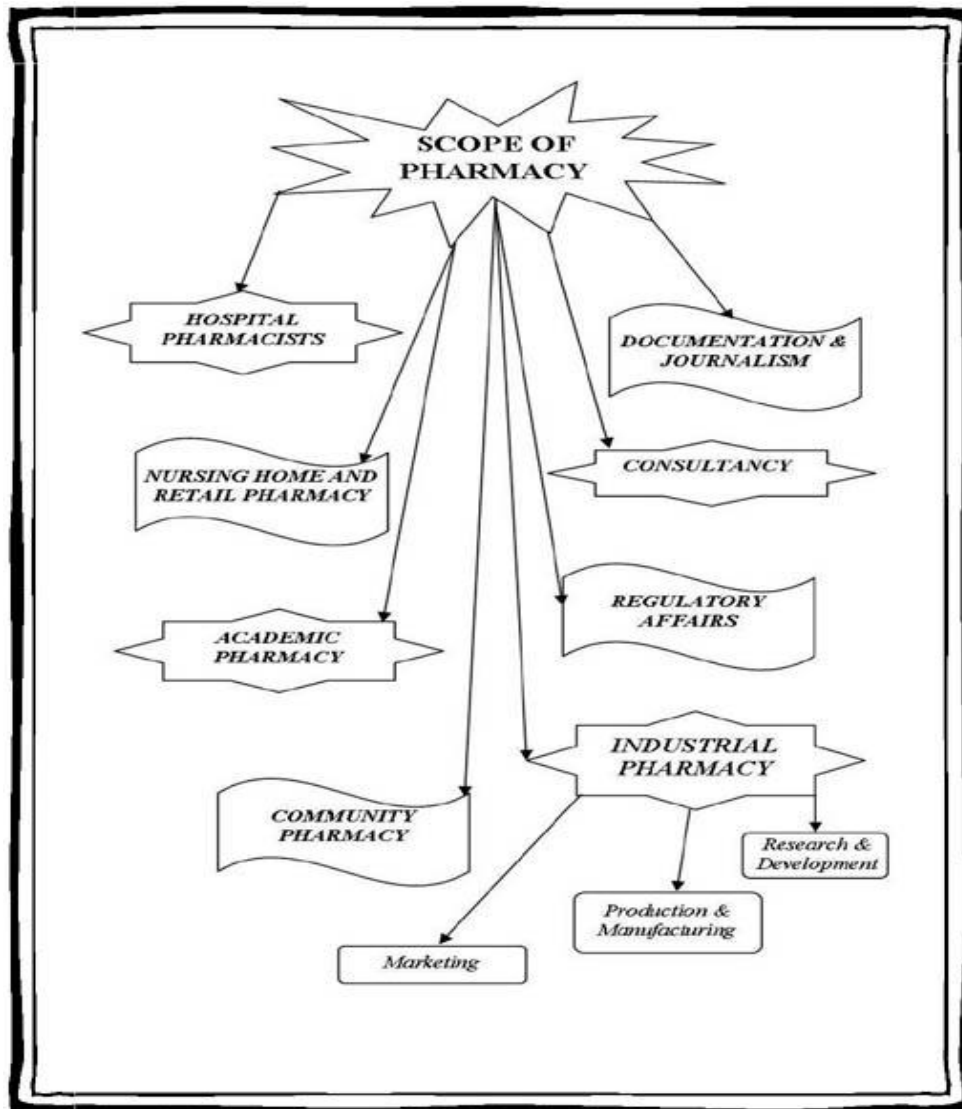 SCOPE OF
PHARMACY
HOSPITAL
PHARMACISTS
DOCUMENTATION &
JOURNALISM
NURSING HOME AND
RETAIL PHARMACY
CONSULTANCY
ACADEMIC
PHARMACY
REGULATORY
AFFAIRS
INDUSTRIAL
PHARMACY
COMMUNITY
PHARMACY
Research &
Development
Production &
Manufacturing
Marketing